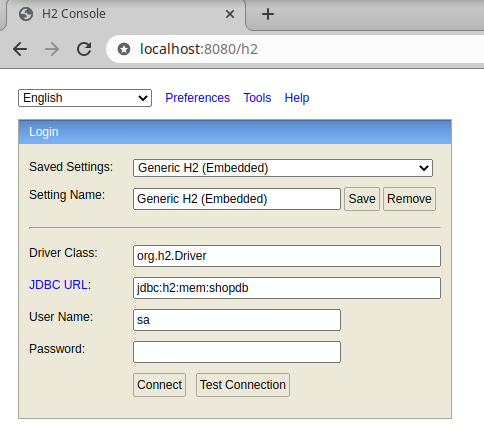 H2 Console
localhost:8080/h2
English Preferences Tools Help
Login
Saved Settings: Generic H2 (Embedded)
Setting Name: Generic H2 (Embedded) Save Remove
Driver Class: org.h2.Driver
JDBC URL: jdbc:h2:mem:shopdb
User Name: sa
Password:
Connect Test Connection